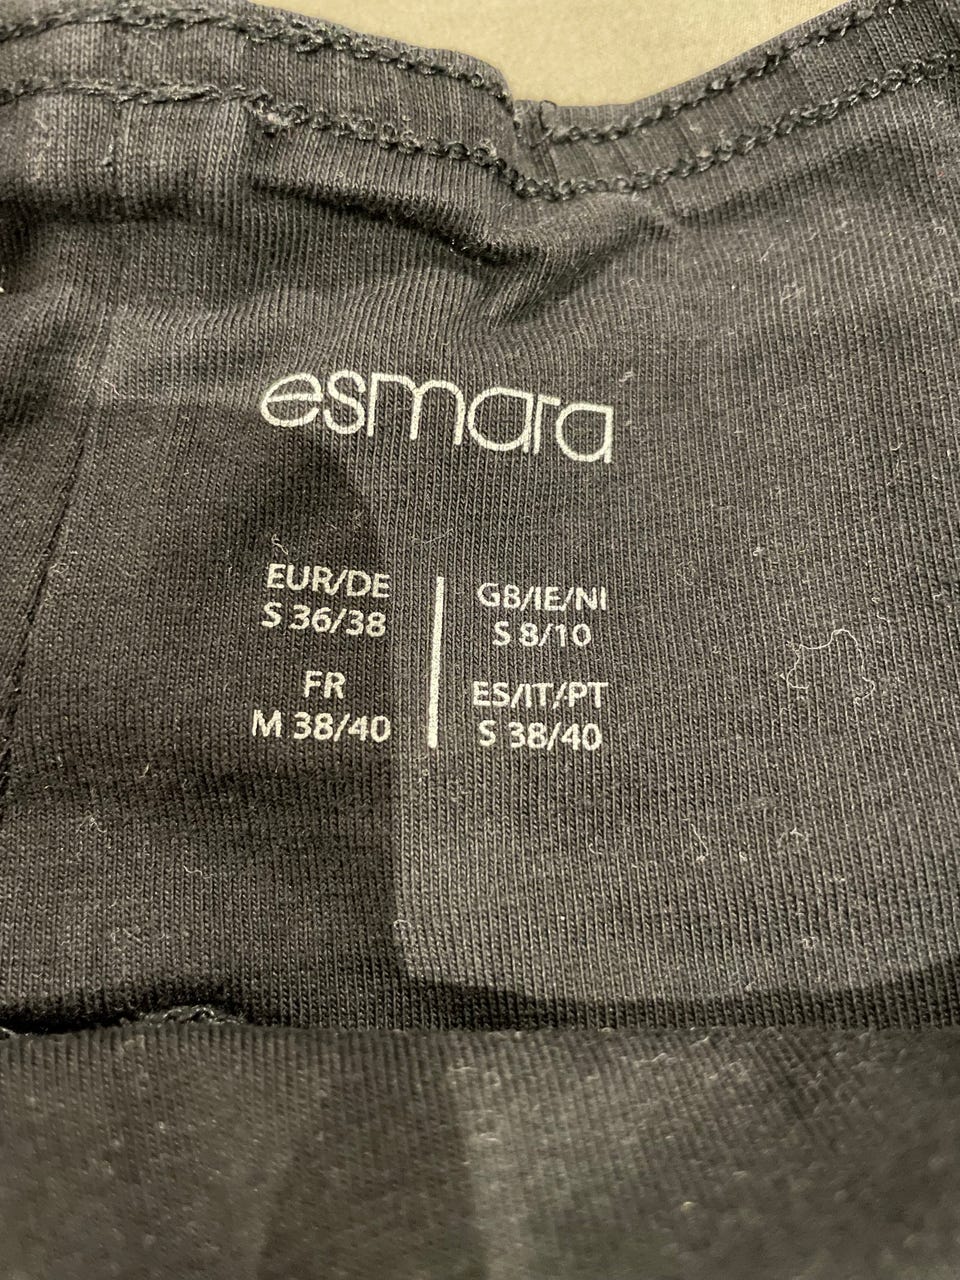 esmara
EUR/DE
S 36/38
FR
M 38/40
GB/IE/NI
S 8/10
ES/IT/PT
S 38/40